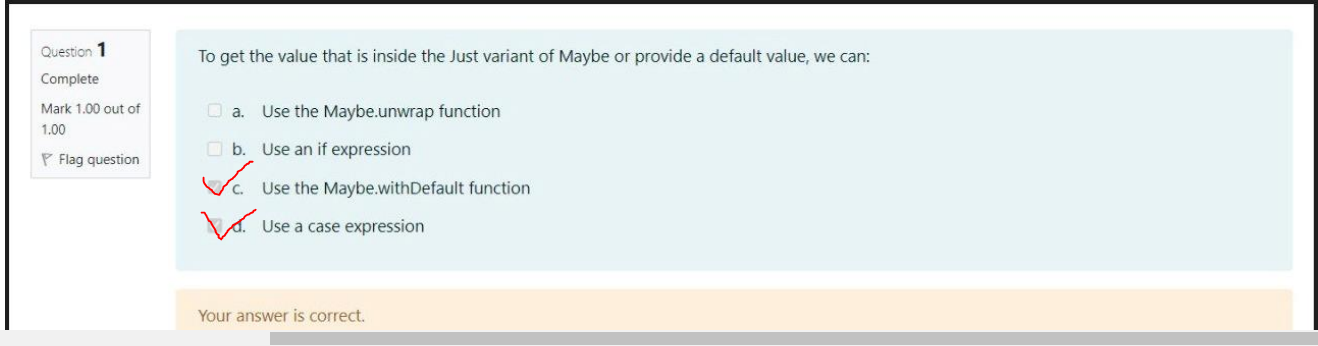 Question 1
Complete
Mark 1.00 out of
1.00
Flag question
To get the value that is inside the Just variant of Maybe or provide a default value, we can:
a. Use the Maybe.unwrap function
b. Use an if expression
c. Use the Maybe.withDefault function
d. Use a case expression
Your answer is correct.